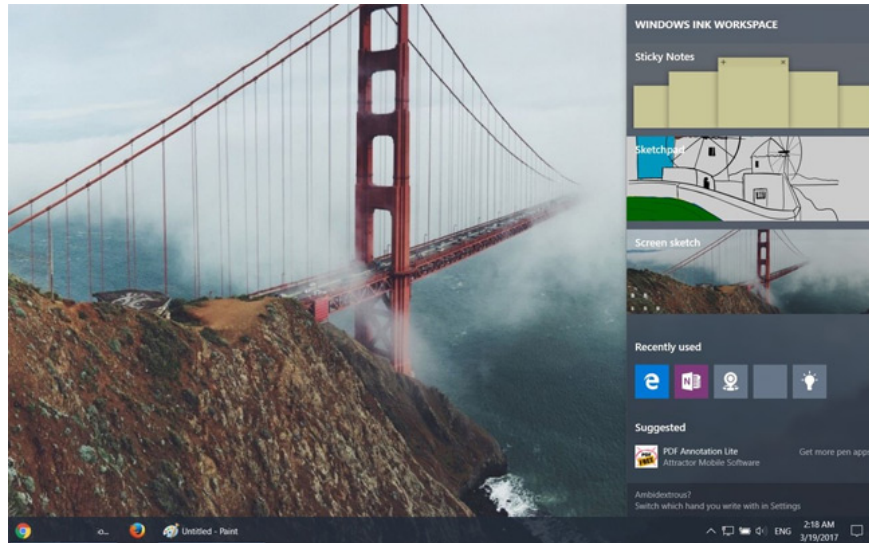 WINDOWS INK WORKSPACE
Sticky Notes
Sketchpad
Screen sketch
Recently used
Suggested
PDF Annotation Lite
Attractor Mobile Software
Get more pen apps
Ambidextrous?
Switch which hand you write with in Settings
Untitled - Paint
ENG
2:18 AM
3/19/2017